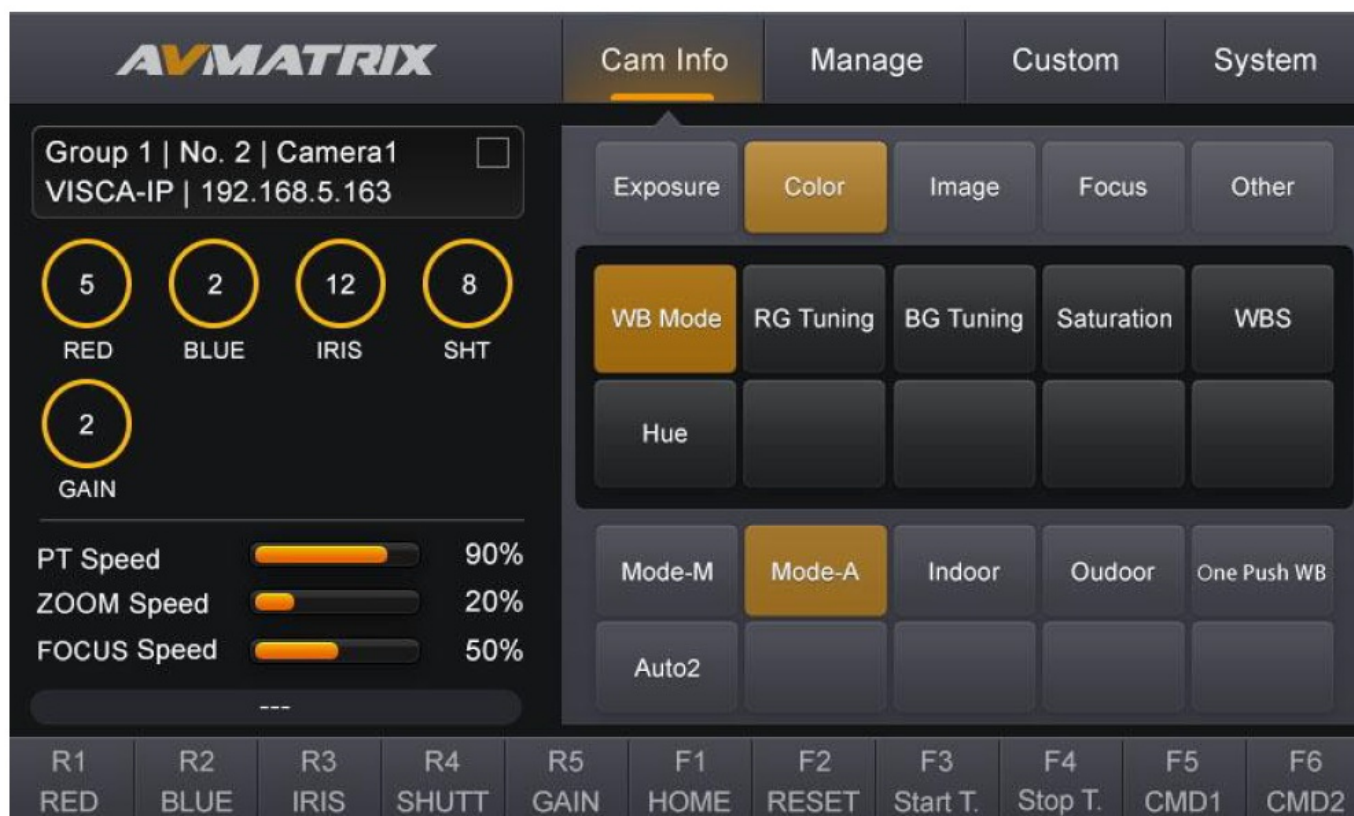 AVMATRIX
Cam Info Manage Custom System
Group 1 | No. 2 | Camera1
VISCA-IP | 192.168.5.163
5 2 12 8
RED BLUE IRIS SHT
2
GAIN
PT Speed 90%
ZOOM Speed 20%
FOCUS Speed 50%
---
Exposure Color Image Focus Other
WB Mode RG Tuning BG Tuning Saturation WBS
Hue
Mode-M Mode-A Indoor Oudoor One Push WB
Auto2
R1 R2 R3 R4 R5 F1 F2 F3 F4 F5 F6
RED BLUE IRIS SHUTT GAIN HOME RESET Start T. Stop T. CMD1 CMD2